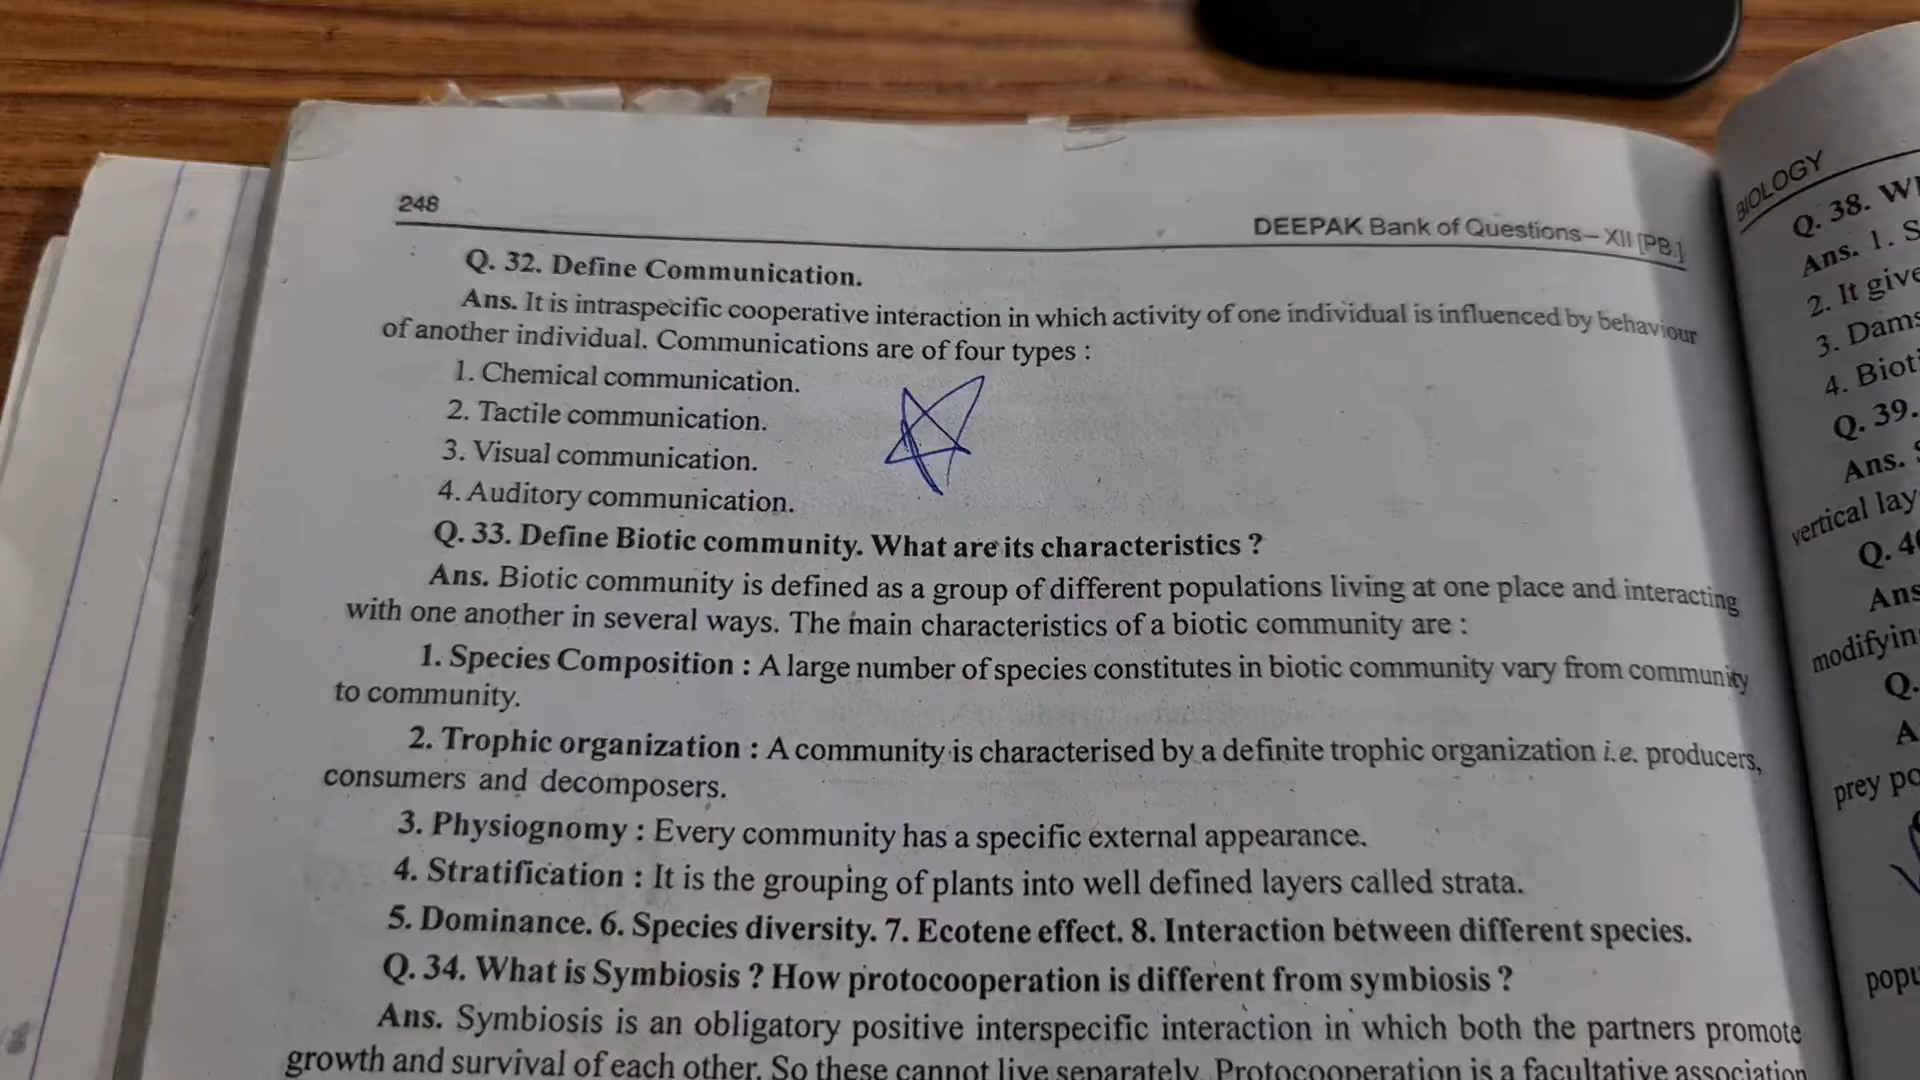 248
DEEPAK Bank of Questions – XII [PB.]
Q. 32. Define Communication.
Ans. It is intraspecific cooperative interaction in which activity of one individual is influenced by behaviour
of another individual. Communications are of four types :
1. Chemical communication.
2. Tactile communication.
3. Visual communication.
4. Auditory communication.
Q. 33. Define Biotic community. What are its characteristics ?
Ans. Biotic community is defined as a group of different populations living at one place and interacting
with one another in several ways. The main characteristics of a biotic community are :
1. Species Composition : A large number of species constitutes in biotic community vary from community
to community.
2. Trophic organization : A community is characterised by a definite trophic organization i.e. producers,
consumers and decomposers.
3. Physiognomy : Every community has a specific external appearance.
4. Stratification : It is the grouping of plants into well defined layers called strata.
5. Dominance. 6. Species diversity. 7. Ecotene effect. 8. Interaction between different species.
Q. 34. What is Symbiosis ? How protocooperation is different from symbiosis ?
Ans. Symbiosis is an obligatory positive interspecific interaction in which both the partners promote
growth and survival of each other. So these cannot live separately. Protocooperation is a facultative association
BIOLOGY
Q. 38.
Ans. 1.
2. It give
3. Dams
4.
Q. 39.
Ans.
vertical lay
Q.
Ans
Q.
A
prey